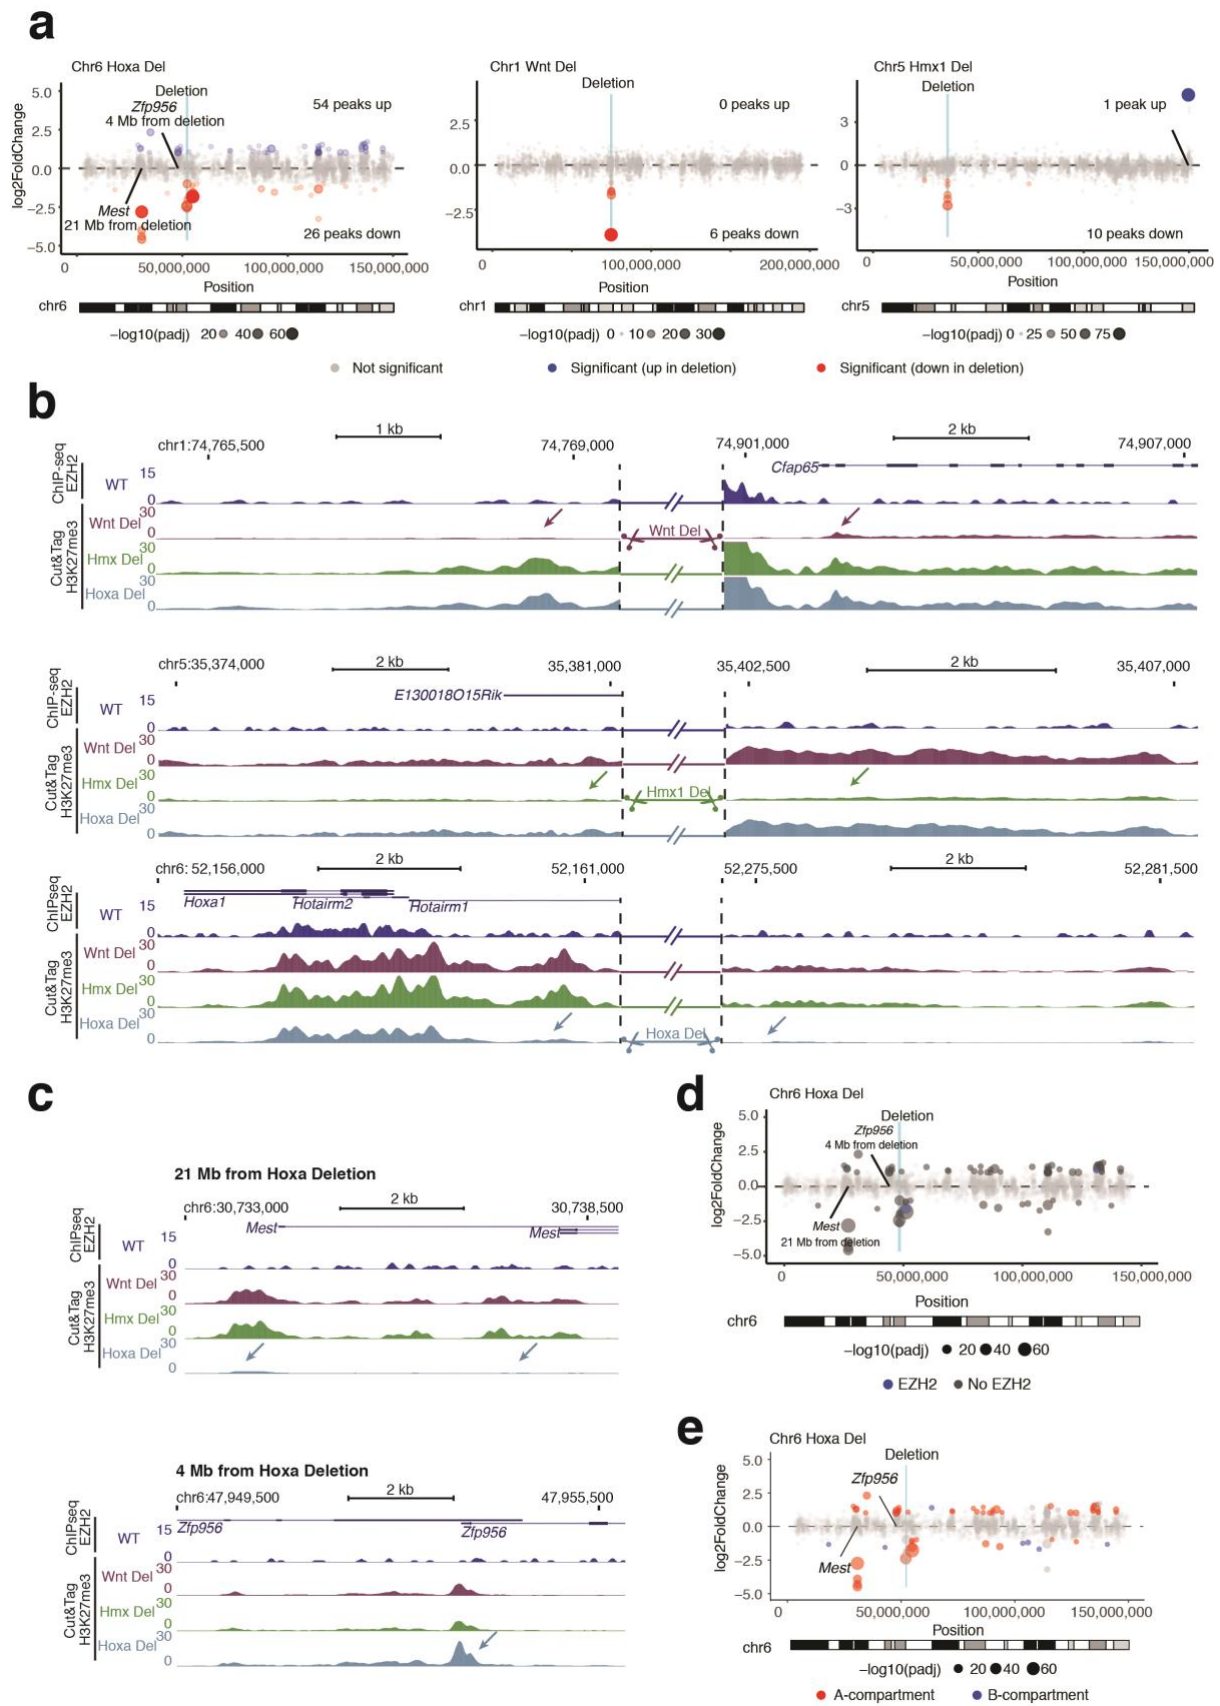 a
Chr6 Hoxa Del
Deletion
Zfp956
4 Mb from deletion
54 peaks up
log2FoldChange
5.0
2.5
0.0
−2.5
−5.0
Mest
21 Mb from deletion
26 peaks down
0
50,000,000
100,000,000
150,000,000
Position
chr6
−log10(padj) 20 40 60
Chr1 Wnt Del
Deletion
0 peaks up
2.5
0.0
−2.5
6 peaks down
0
100,000,000
200,000,000
Position
chr1
−log10(padj) 0 10 20 30
Chr5 Hmx1 Del
Deletion
1 peak up
3
0
−3
10 peaks down
0
50,000,000
100,000,000
150,000,000
Position
chr5
−log10(padj) 0 25 50 75
Not significant
Significant (up in deletion)
Significant (down in deletion)
b
chr1:74,765,500
1 kb
74,769,000
74,901,000
2 kb
74,907,000
Cfap65
ChIP-seq
EZH2
WT
15
0
Cut&Tag
H3K27me3
Wnt Del
30
0
Wnt Del
Hmx Del
30
0
Hoxa Del
30
0
chr5:35,374,000
2 kb
35,381,000
35,402,500
2 kb
35,407,000
E130018O15Rik
ChIP-seq
EZH2
WT
15
0
Cut&Tag
H3K27me3
Wnt Del
30
0
Hmx Del
30
0
Hmx1 Del
Hoxa Del
30
0
chr6: 52,156,000
2 kb
52,161,000
52,275,500
2 kb
52,281,500
Hoxa1
Hotairm2
Hotairm1
ChIPseq
EZH2
WT
15
0
Cut&Tag
H3K27me3
Wnt Del
30
0
Hmx Del
30
0
Hoxa Del
30
0
Hoxa Del
c
21 Mb from Hoxa Deletion
chr6:30,733,000
2 kb
30,738,500
Mest
Mest
ChIPseq
EZH2
WT
15
0
Cut&Tag
H3K27me3
Wnt Del
30
0
Hmx Del
30
0
Hoxa Del
30
0
4 Mb from Hoxa Deletion
chr6:47,949,500
2 kb
47,955,500
Zfp956
Zfp956
ChIPseq
EZH2
WT
15
0
Cut&Tag
H3K27me3
Wnt Del
30
0
Hmx Del
30
0
Hoxa Del
30
0
d
Chr6 Hoxa Del
Deletion
Zfp956
4 Mb from deletion
log2FoldChange
5.0
2.5
0.0
−2.5
−5.0
Mest
21 Mb from deletion
0
50,000,000
100,000,000
150,000,000
Position
chr6
−log10(padj) 20 40 60
EZH2
No EZH2
e
Chr6 Hoxa Del
Deletion
Zfp956
log2FoldChange
5.0
2.5
0.0
−2.5
−5.0
Mest
0
50,000,000
100,000,000
150,000,000
Position
chr6
−log10(padj) 20 40 60
A-compartment
B-compartment